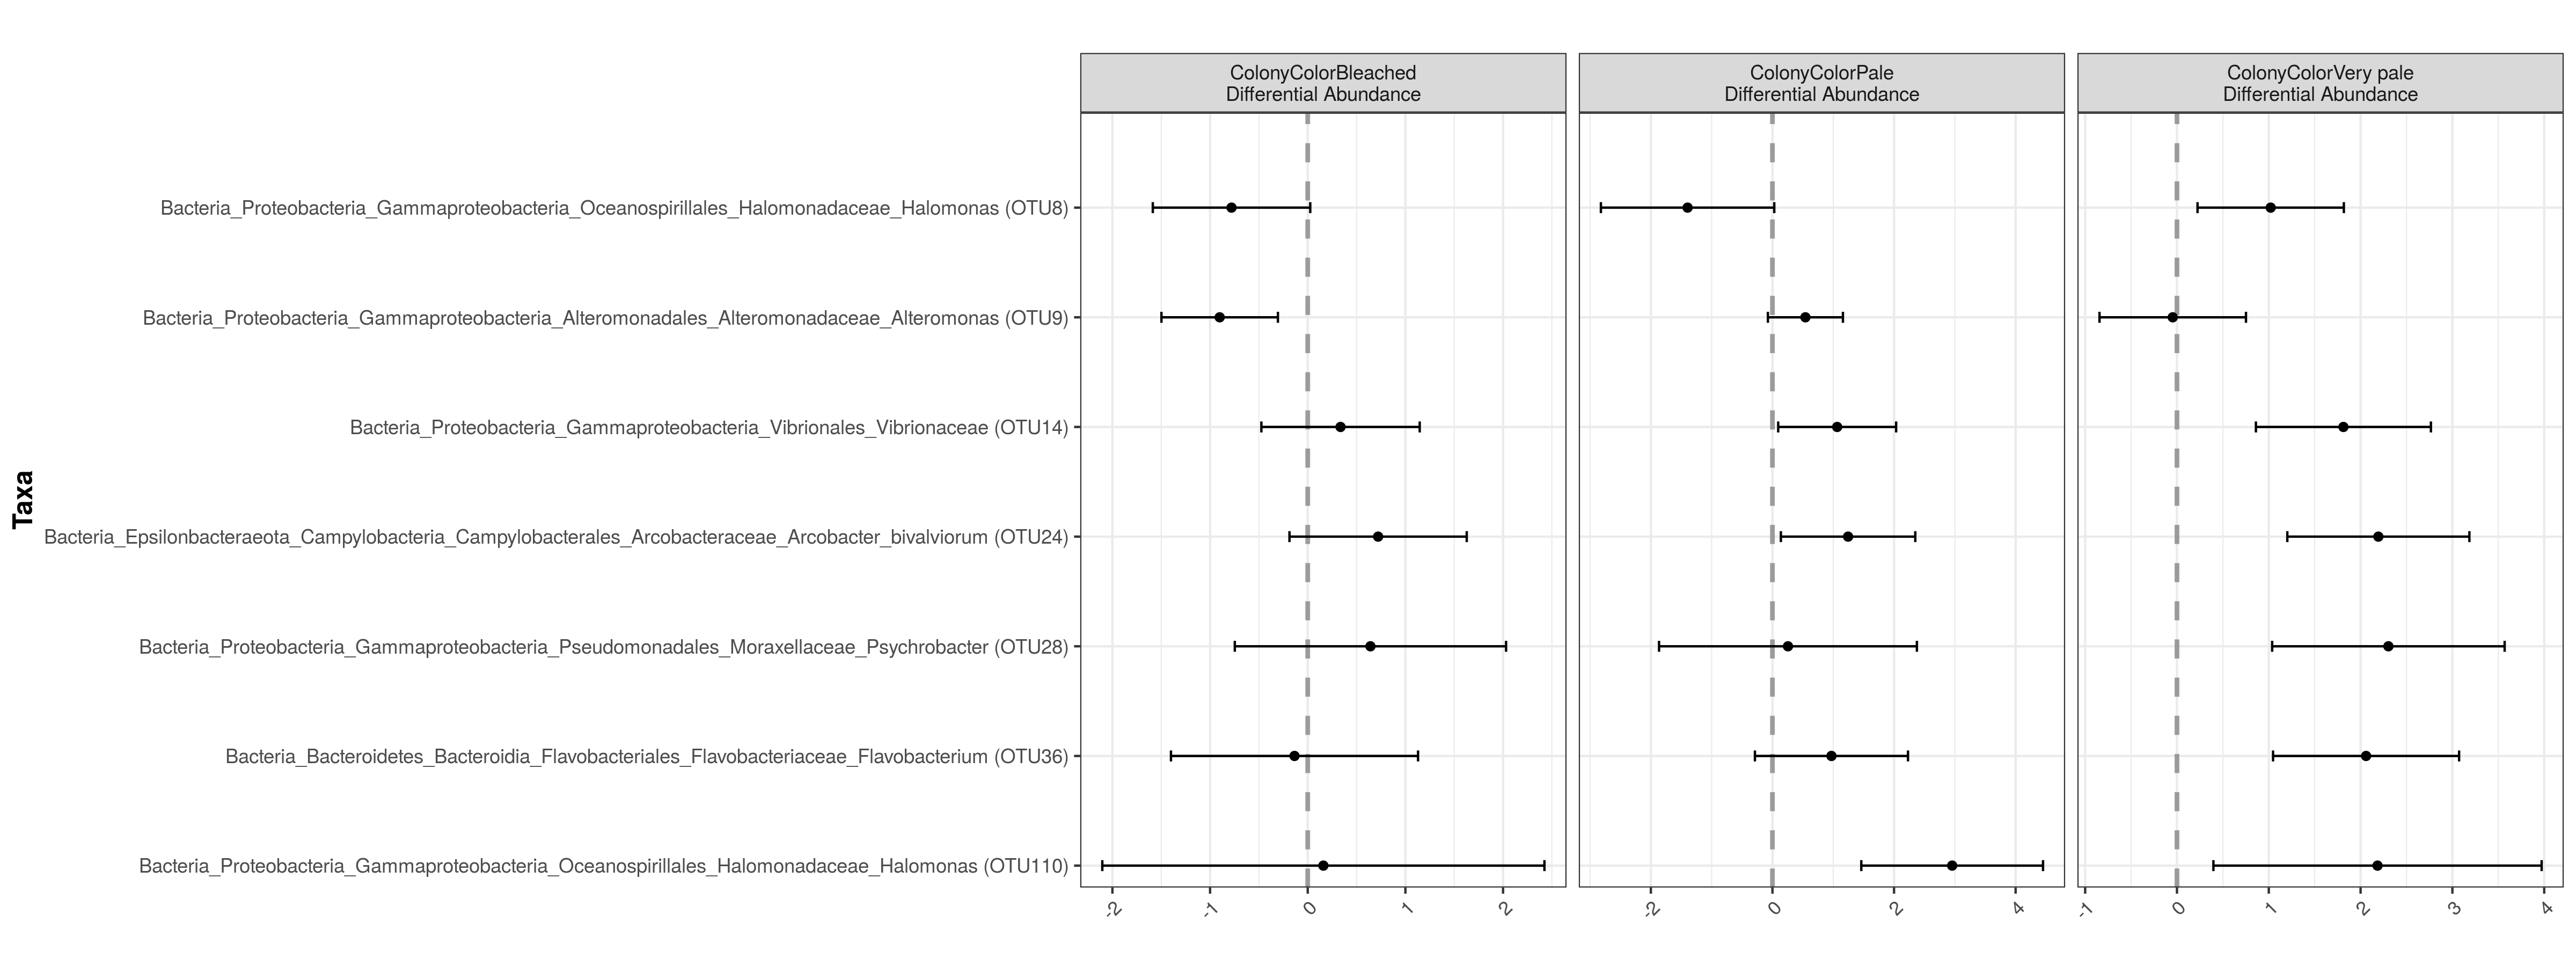 ColonyColorBleached
Differential Abundance
ColonyColorPale
Differential Abundance
ColonyColorVery pale
Differential Abundance
Taxa
Bacteria_Proteobacteria_Gammaproteobacteria_Oceanospirillales_Halomonadaceae_Halomonas (OTU8)
Bacteria_Proteobacteria_Gammaproteobacteria_Alteromonadales_Alteromonadaceae_Alteromonas (OTU9)
Bacteria_Proteobacteria_Gammaproteobacteria_Vibrionales_Vibrionaceae (OTU14)
Bacteria_Epsilonbacteraeota_Campylobacteria_Campylobacterales_Arcobacteraceae_Arcobacter_bivalviorum (OTU24)
Bacteria_Proteobacteria_Gammaproteobacteria_Pseudomonadales_Moraxellaceae_Psychrobacter (OTU28)
Bacteria_Bacteroidetes_Bacteroidia_Flavobacteriales_Flavobacteriaceae_Flavobacterium (OTU36)
Bacteria_Proteobacteria_Gammaproteobacteria_Oceanospirillales_Halomonadaceae_Halomonas (OTU110)
-2 -1 0 1 2
-2 0 2 4
-1 0 1 2 3 4